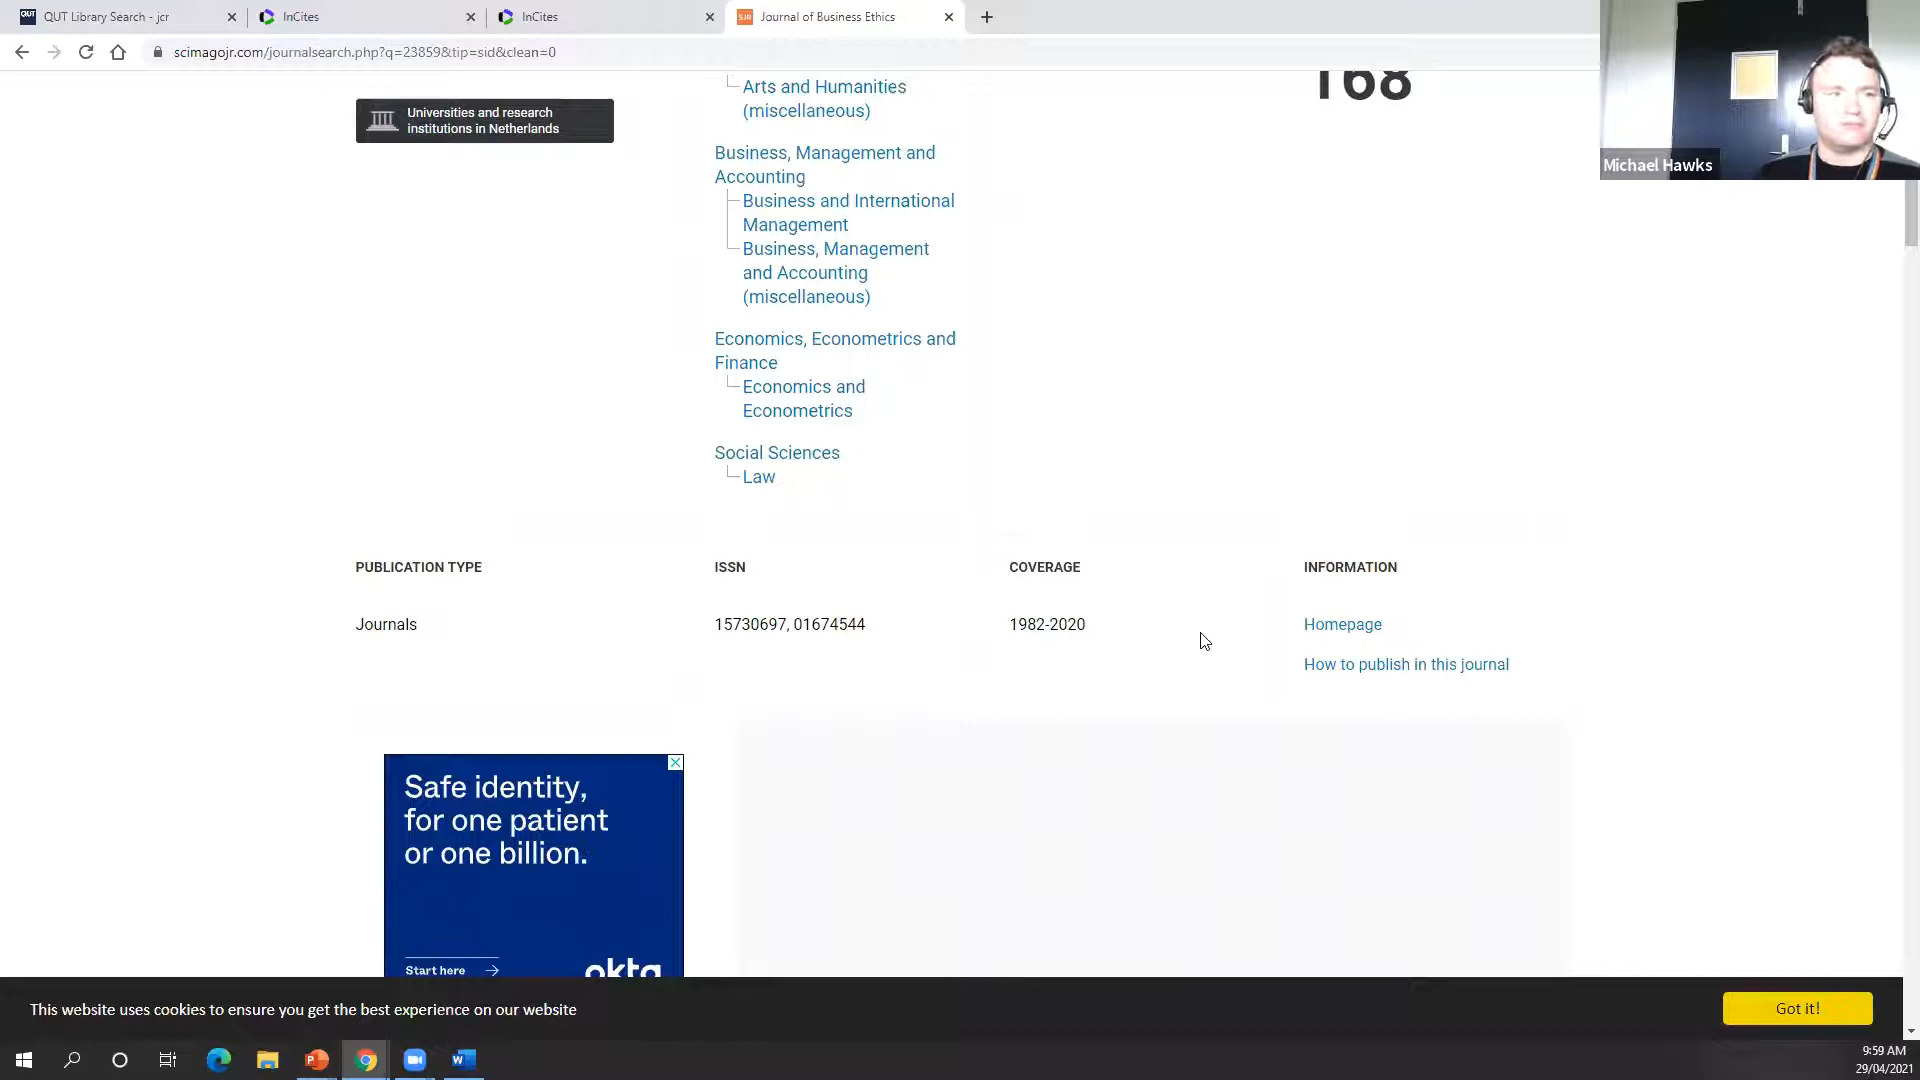 QUT Library Search - jcr
InCites
InCites
SJR
Journal of Business Ethics
scimagojr.com/journalsearch.php?q=23859&tip=sid&clean=0
Universities and research
institutions in Netherlands
Arts and Humanities
(miscellaneous)
168
Michael Hawks
Business, Management and
Accounting
Business and International
Management
Business, Management
and Accounting
(miscellaneous)
Economics, Econometrics and
Finance
Economics and
Econometrics
Social Sciences
Law
PUBLICATION TYPE
ISSN
COVERAGE
INFORMATION
Journals
15730697, 01674544
1982-2020
Homepage
How to publish in this journal
Safe identity,
for one patient
or one billion.
Start here
okta
This website uses cookies to ensure you get the best experience on our website
Got it!
9:59 AM
29/04/2021